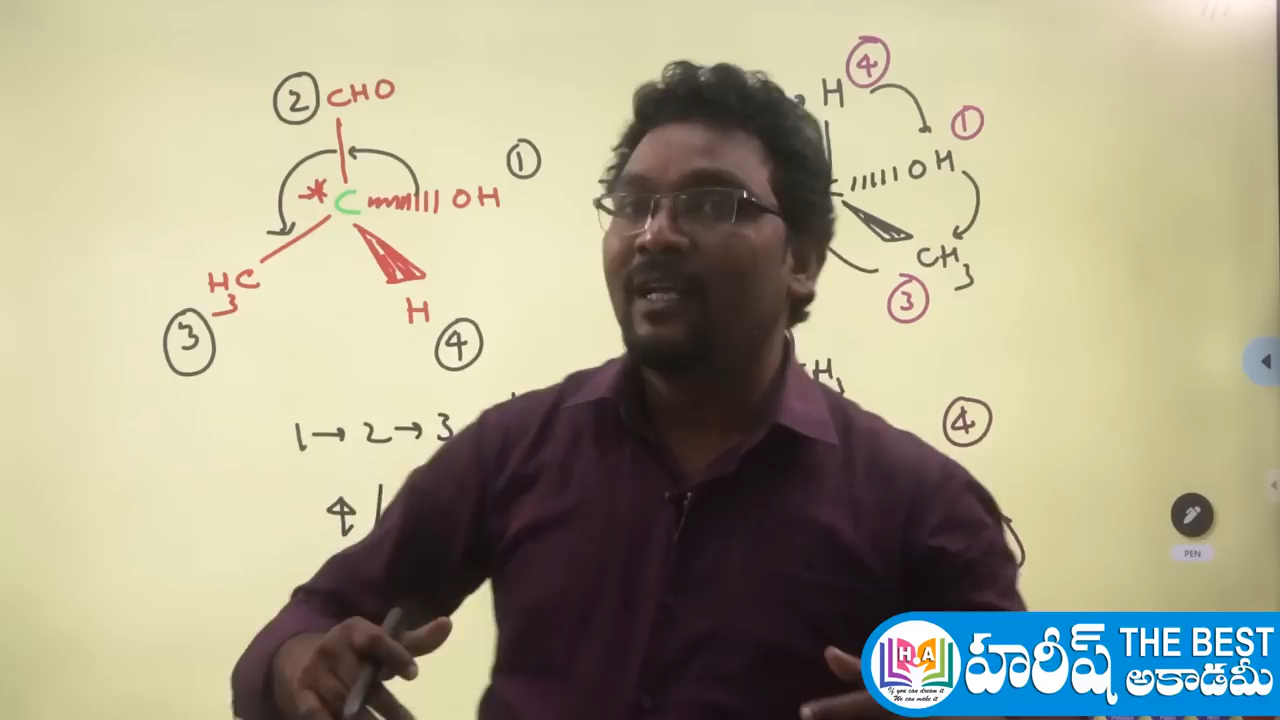 ② CHO
* C OH ①
H₃C
③
H
④
1 → 2 → 3
H ④
OH ①
CH₃
③
④
PEN
HA
If you can dream it
We can make it
హరీష్ THE BEST
అకాడమీ